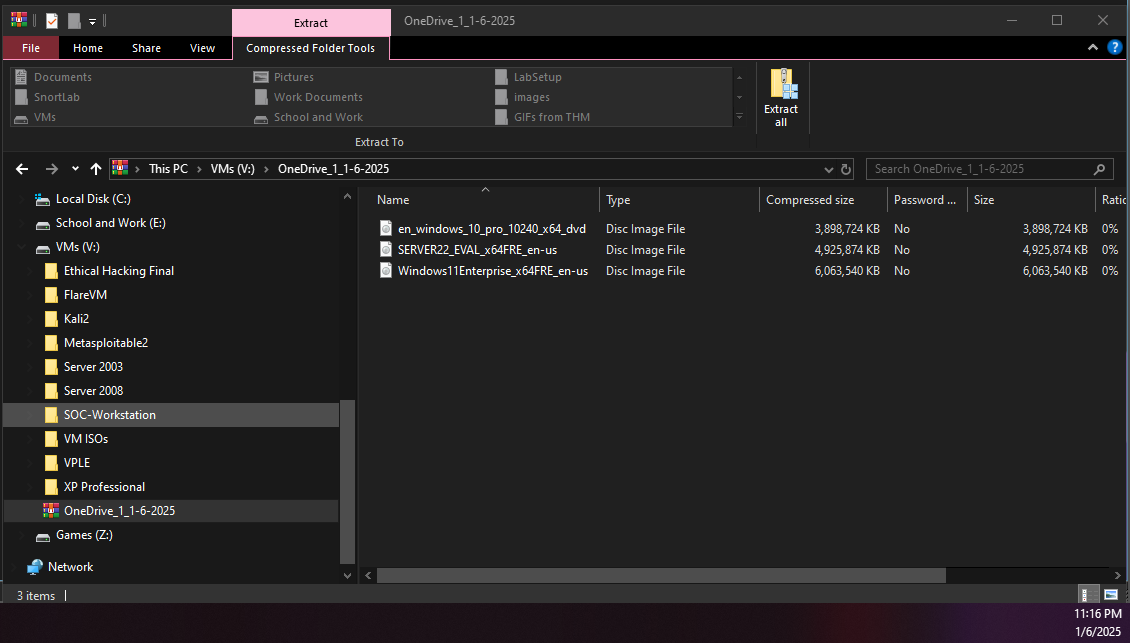 Extract OneDrive_1_1-6-2025
File Home Share View Compressed Folder Tools
Documents Pictures LabSetup
SnortLab Work Documents images
VMs School and Work GIFs from THM
Extract all
Extract To
This PC VMs (V:) OneDrive_1_1-6-2025 Search OneDrive_1_1-6-2025
Local Disk (C:)
School and Work (E:)
VMs (V:)
Ethical Hacking Final
FlareVM
Kali2
Metasploitable2
Server 2003
Server 2008
SOC-Workstation
VM ISOs
VPLE
XP Professional
OneDrive_1_1-6-2025
Games (Z:)
Network
Name Type Compressed size Password ... Size Ratio
en_windows_10_pro_10240_x64_dvd Disc Image File 3,898,724 KB No 3,898,724 KB 0%
SERVER22_EVAL_x64FRE_en-us Disc Image File 4,925,874 KB No 4,925,874 KB 0%
Windows11Enterprise_x64FRE_en-us Disc Image File 6,063,540 KB No 6,063,540 KB 0%
3 items
11:16 PM
1/6/2025